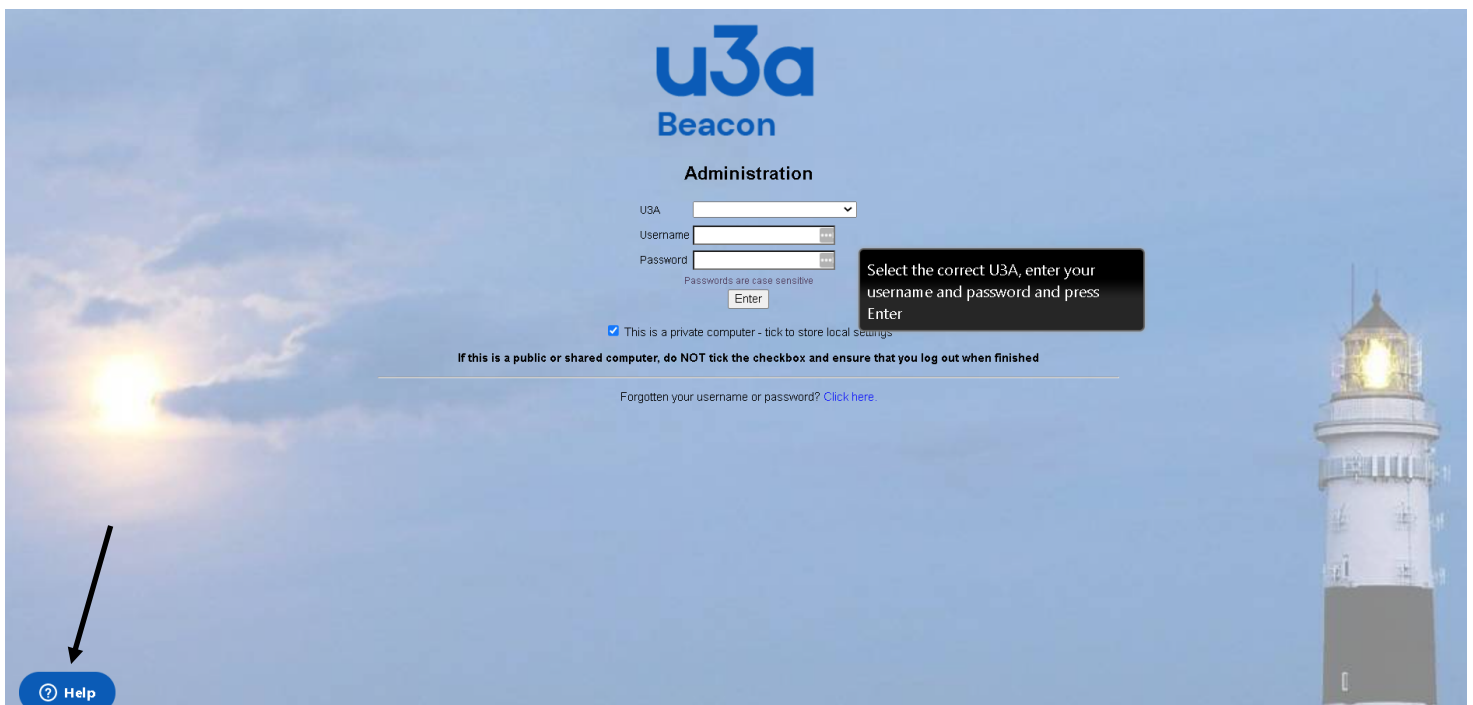 u3a
Beacon
Administration
U3A
Username
Password
Passwords are case sensitive
Enter
Select the correct U3A, enter your
username and password and press
Enter
This is a private computer - tick to store local settings
If this is a public or shared computer, do NOT tick the checkbox and ensure that you log out when finished
Forgotten your username or password? Click here.
? Help